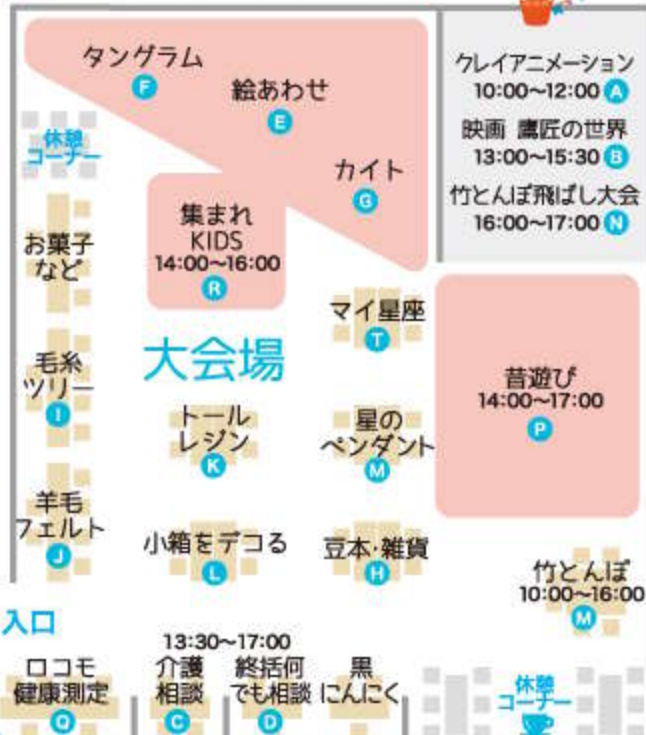 タングラム
F
絵あわせ
E
カイト
G
クレイアニメーション
10:00～12:00 A
映画 鷹匠の世界
13:00～15:30 B
竹とんぼ飛ばし大会
16:00～17:00 N
休憩
コーナー
お菓子
など
集まれ
KIDS
14:00～16:00
R
マイ星座
T
昔遊び
14:00～17:00
P
毛糸
ツリー
I
大会場
トール
レジン
K
星の
ペンダント
M
羊毛
フェルト
J
小箱をデコる
L
豆本・雑貨
H
竹とんぼ
10:00～16:00
M
入口
ロコモ
健康測定
Q
13:30～17:00
介護
相談
C
終括何
でも相談
D
黒
にんにく
休憩
コーナー